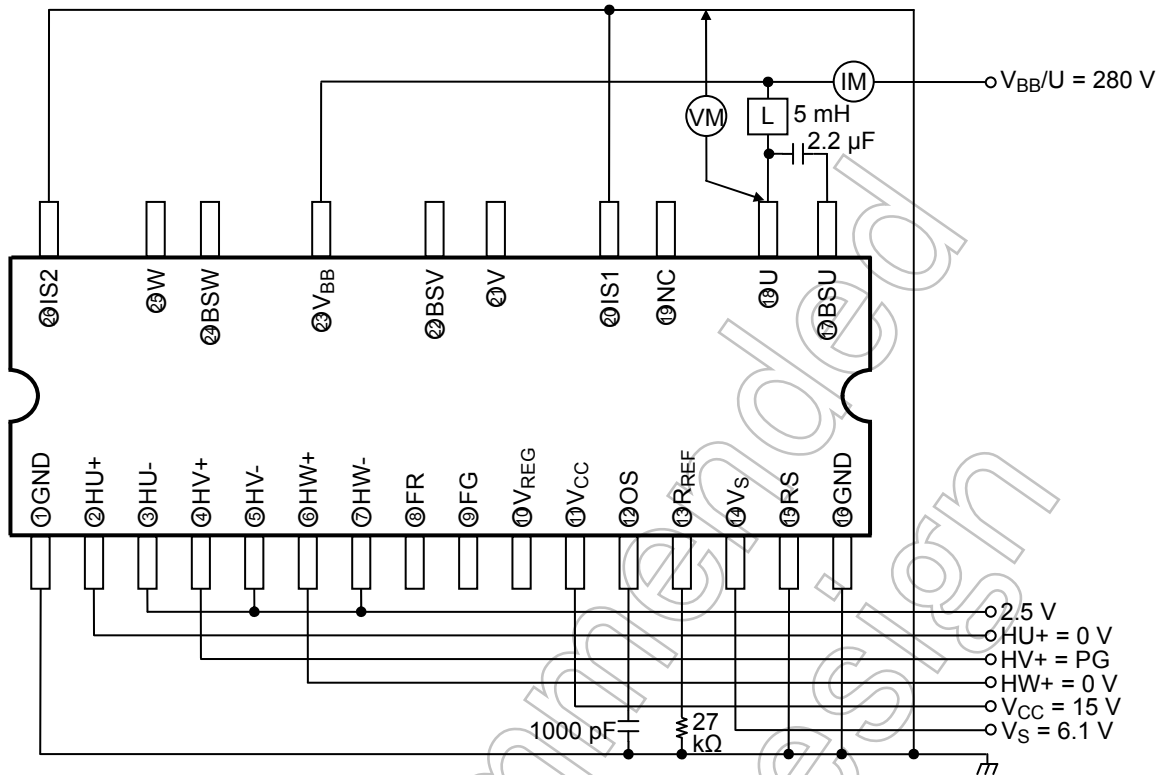 IM
V_BB/U = 280 V
VM
L
5 mH
2.2 µF
㉖IS2
㉕W
㉔BSW
㉓V_BB
㉒BSV
㉑V
⑳IS1
⑲NC
⑱U
⑰BSU
①GND
②HU+
③HU-
④HV+
⑤HV-
⑥HW+
⑦HW-
⑧FR
⑨FG
⑩V_REG
⑪V_CC
⑫OS
⑬R_REF
⑭V_S
⑮RS
⑯GND
2.5 V
HU+ = 0 V
HV+ = PG
HW+ = 0 V
V_CC = 15 V
V_S = 6.1 V
1000 pF
27
kΩ
mmended
esign